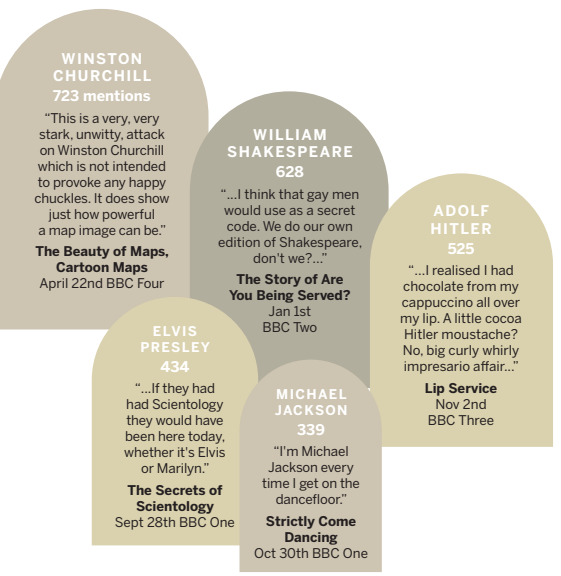 WINSTON
CHURCHILL
723 mentions
“This is a very, very
stark, unwitty, attack
on Winston Churchill
which is not intended
to provoke any happy
chuckles. It does show
just how powerful
a map image can be.”
The Beauty of Maps,
Cartoon Maps
April 22nd BBC Four
WILLIAM
SHAKESPEARE
628
“...I think that gay men
would use as a secret
code. We do our own
edition of Shakespeare,
don't we?...”
The Story of Are
You Being Served?
Jan 1st
BBC Two
ADOLF
HITLER
525
“...I realised I had
chocolate from my
cappuccino all over
my lip. A little cocoa
Hitler moustache?
No, big curly whirly
impresario affair...”
Lip Service
Nov 2nd
BBC Three
ELVIS
PRESLEY
434
“...If they had
had Scientology
they would have
been here today,
whether it's Elvis
or Marilyn.”
The Secrets of
Scientology
Sept 28th BBC One
MICHAEL
JACKSON
339
“I'm Michael
Jackson every
time I get on the
dancefloor.”
Strictly Come
Dancing
Oct 30th BBC One